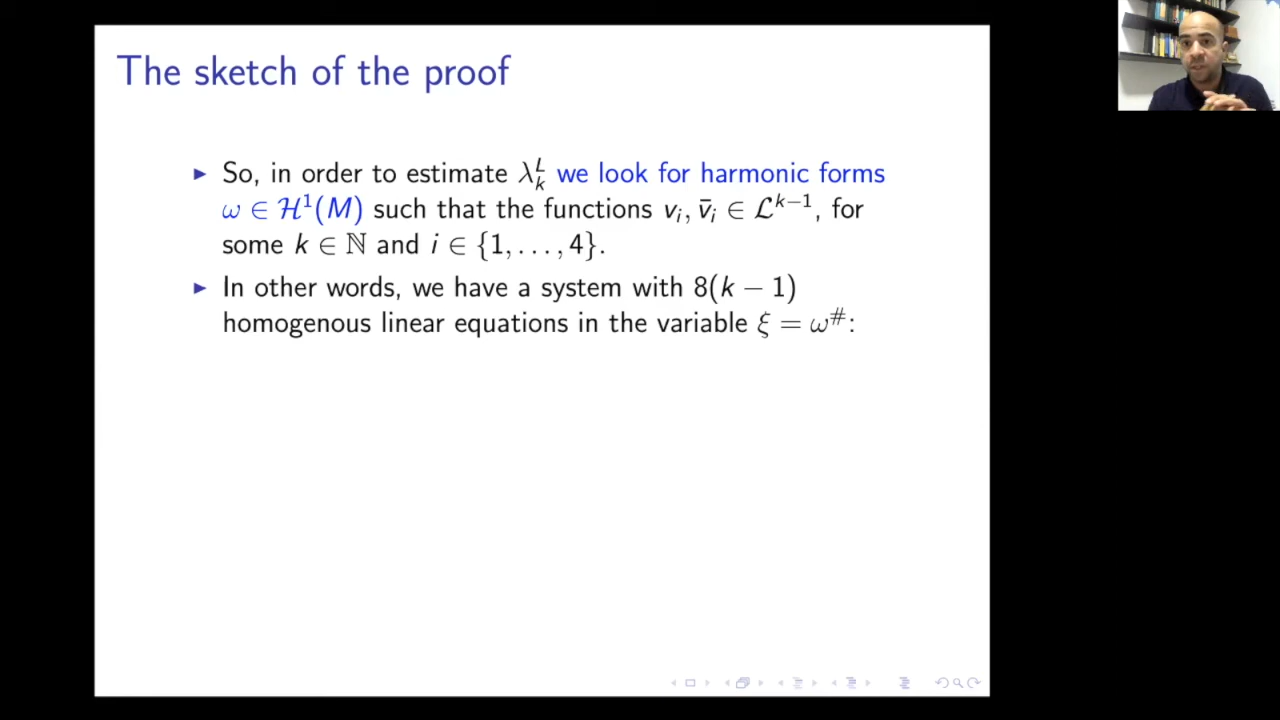 The sketch of the proof
▶ So, in order to estimate λ_k^L we look for harmonic forms
ω ∈ ℋ¹(M) such that the functions v_i, v̄_i ∈ ℒ^{k−1}, for
some k ∈ ℕ and i ∈ {1, . . . , 4}.
▶ In other words, we have a system with 8(k − 1)
homogenous linear equations in the variable ξ = ω^#: